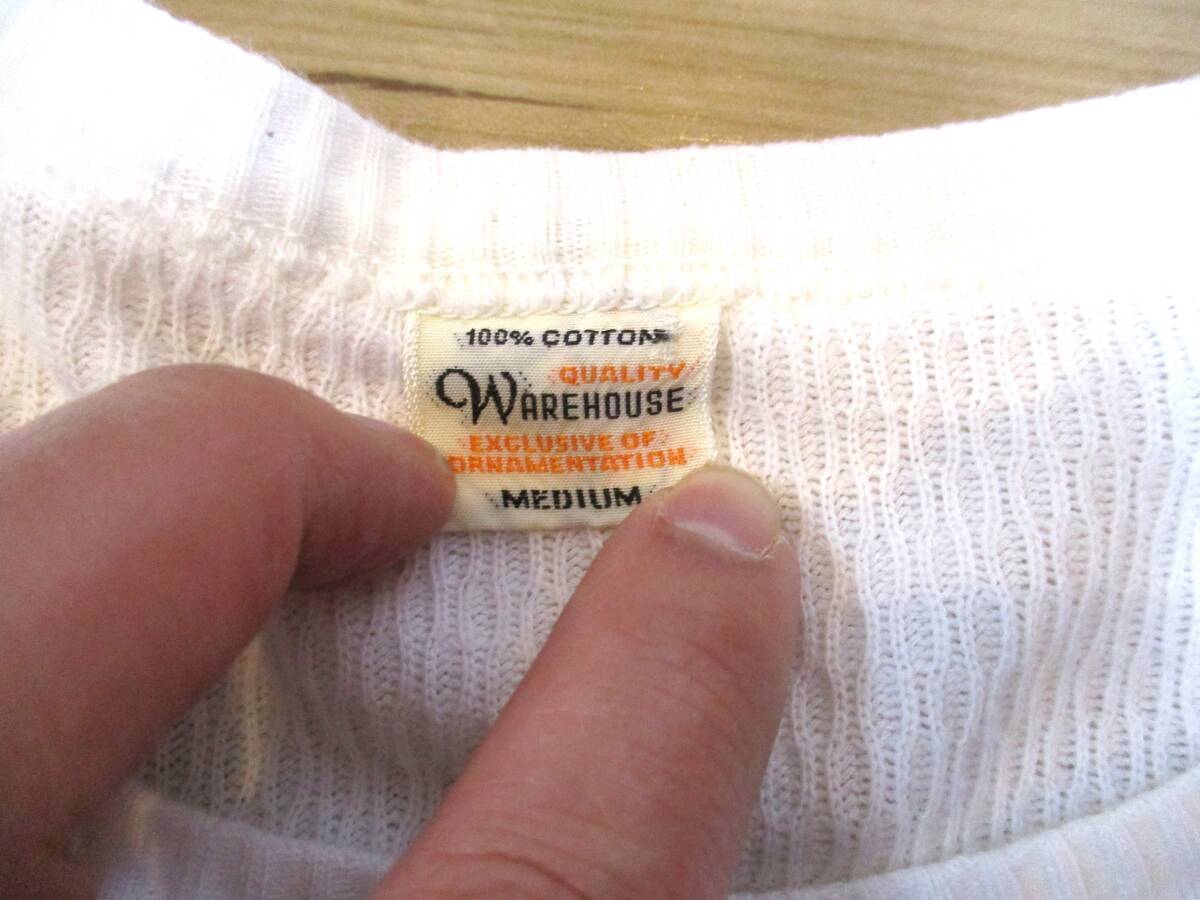 100% COTTON
QUALITY
WAREHOUSE
EXCLUSIVE OF
ORNAMENTATION
MEDIUM